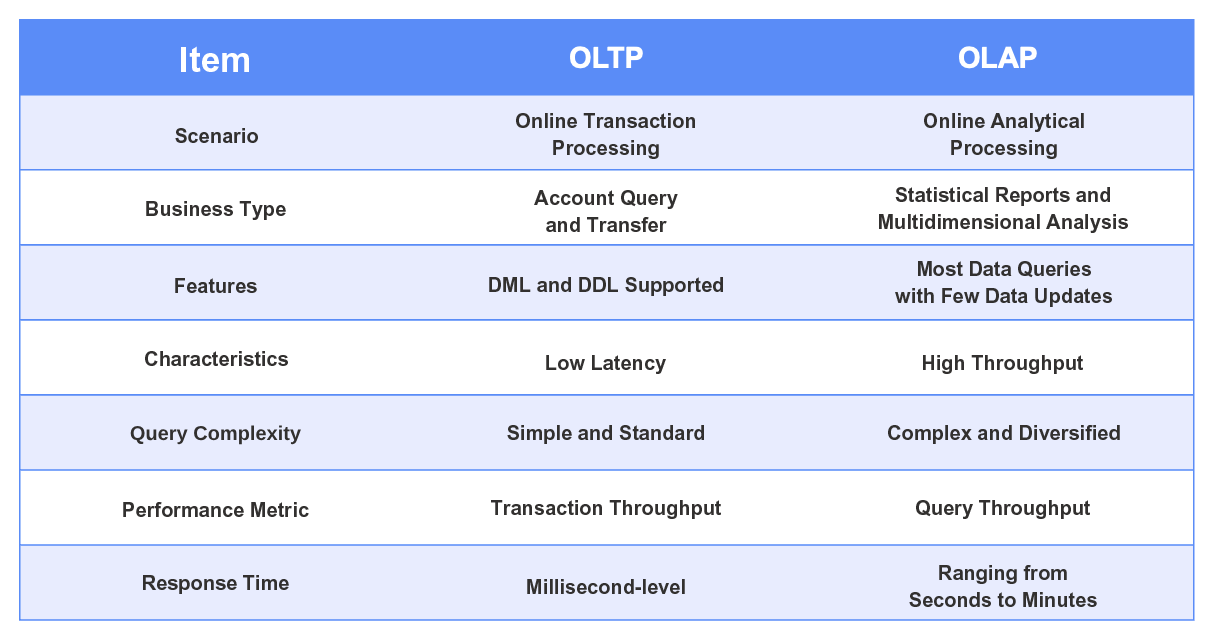 Item OLTP OLAP
Scenario
Online Transaction
Processing
Online Analytical
Processing
Business Type
Account Query
and Transfer
Statistical Reports and
Multidimensional Analysis
Features
DML and DDL Supported
Most Data Queries
with Few Data Updates
Characteristics
Low Latency
High Throughput
Query Complexity
Simple and Standard
Complex and Diversified
Performance Metric
Transaction Throughput
Query Throughput
Response Time
Millisecond-level
Ranging from
Seconds to Minutes